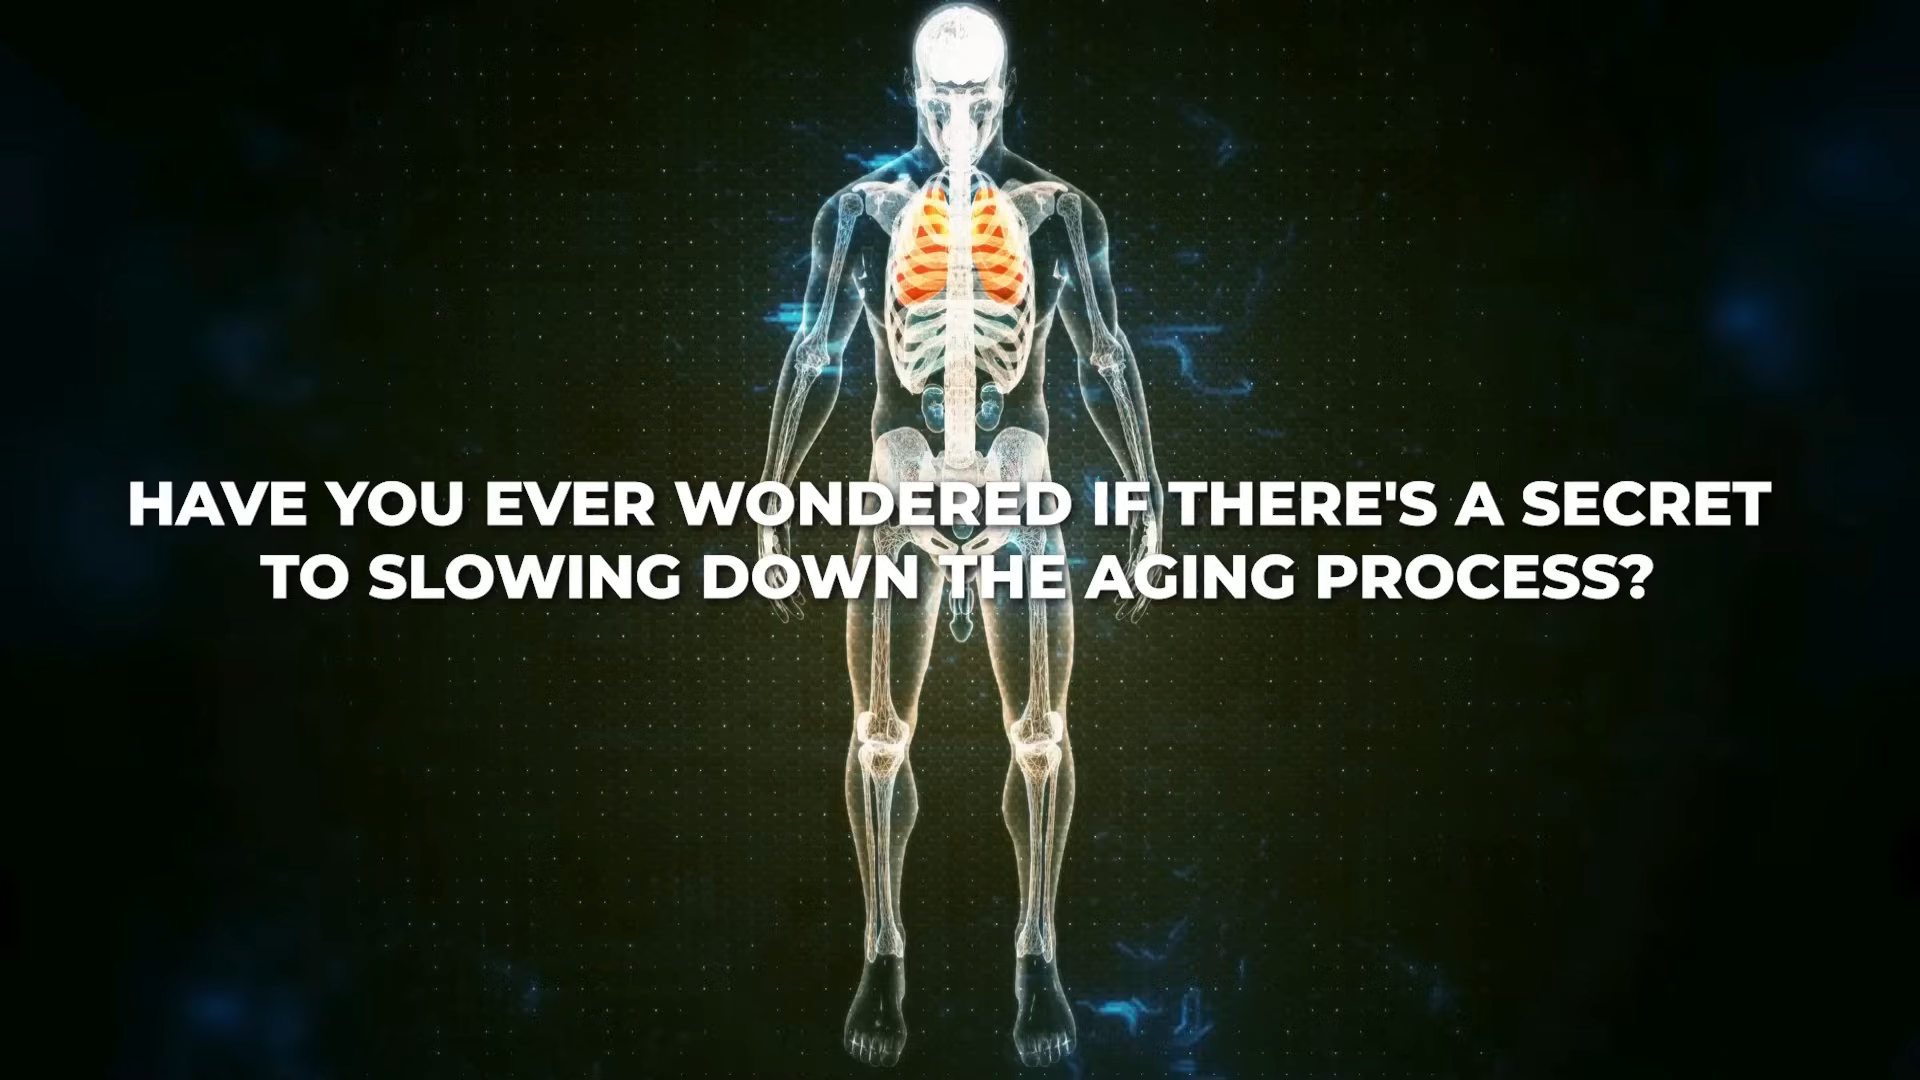 HAVE YOU EVER WONDERED IF THERE'S A SECRET
TO SLOWING DOWN THE AGING PROCESS?